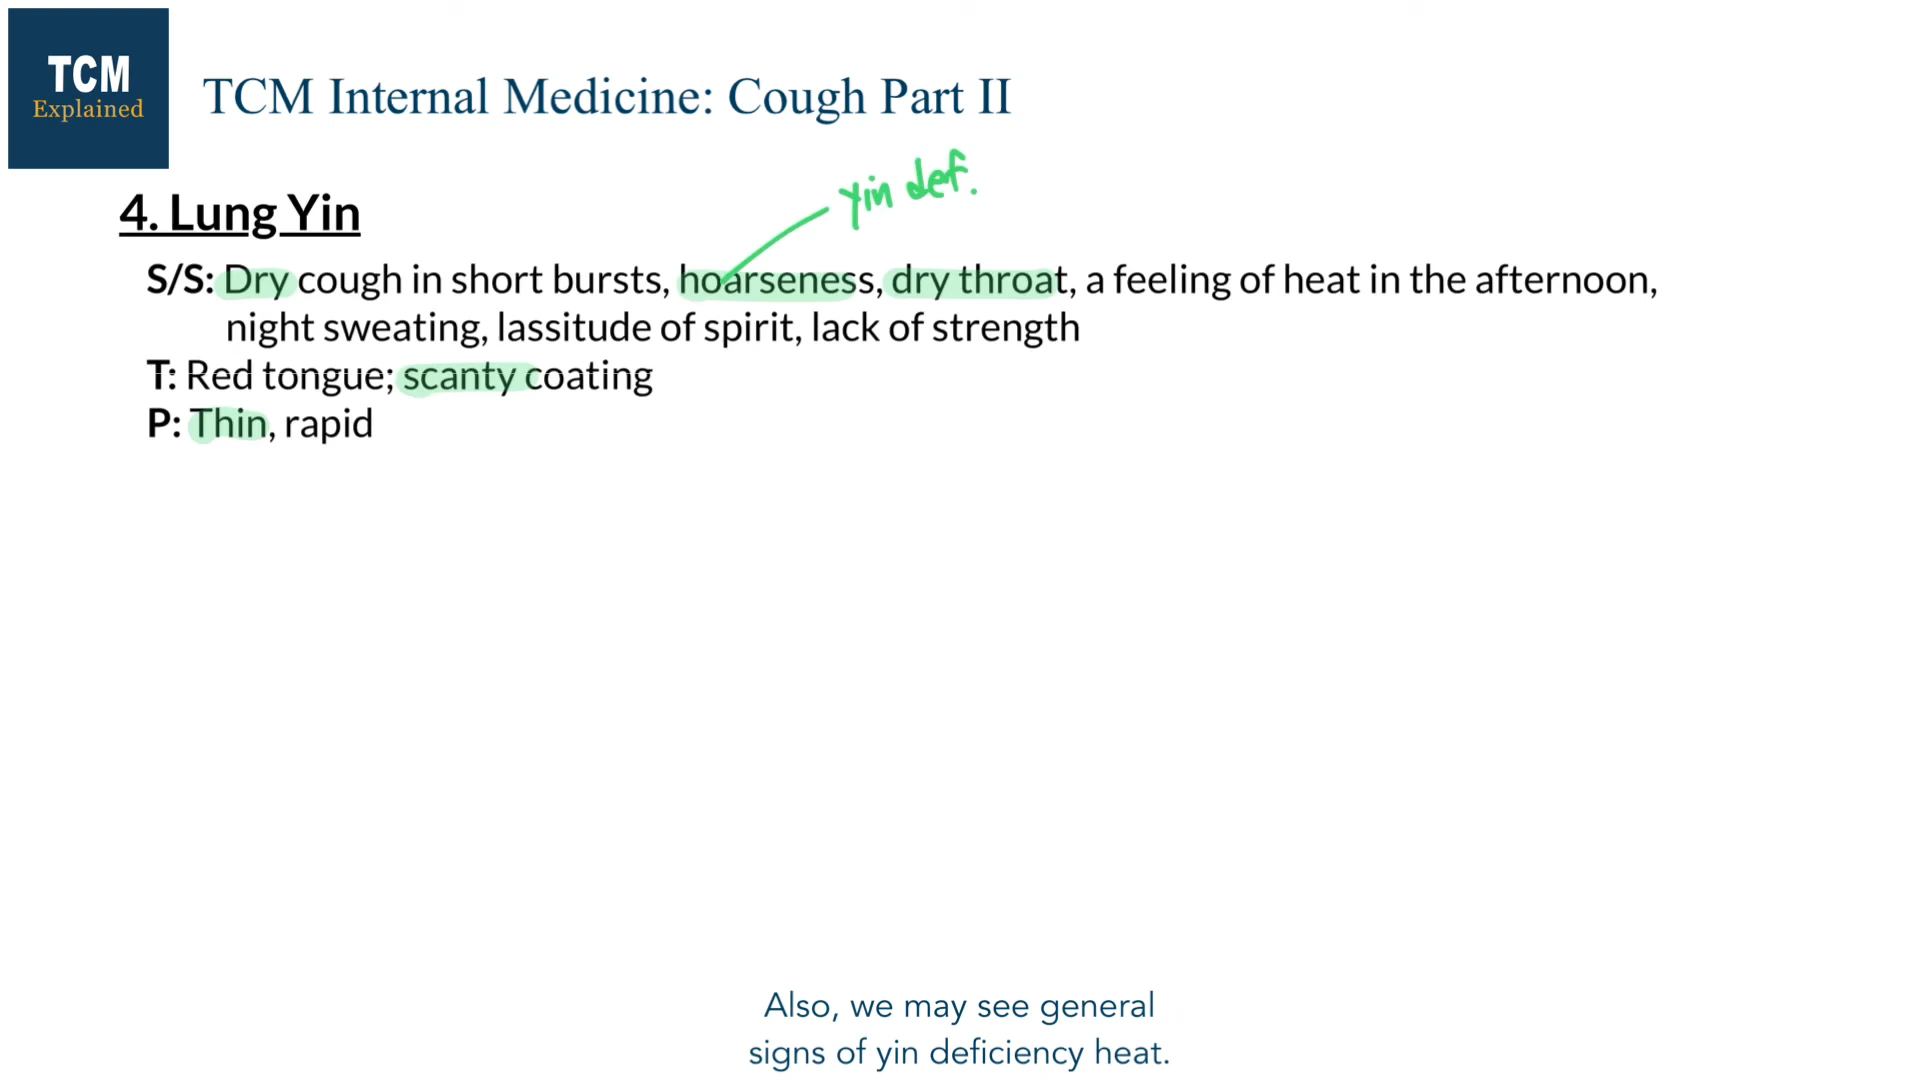 TCM
Explained
TCM Internal Medicine: Cough Part II
yin def.
4. Lung Yin
S/S: Dry cough in short bursts, hoarseness, dry throat, a feeling of heat in the afternoon,
night sweating, lassitude of spirit, lack of strength
T: Red tongue; scanty coating
P: Thin, rapid
Also, we may see general
signs of yin deficiency heat.